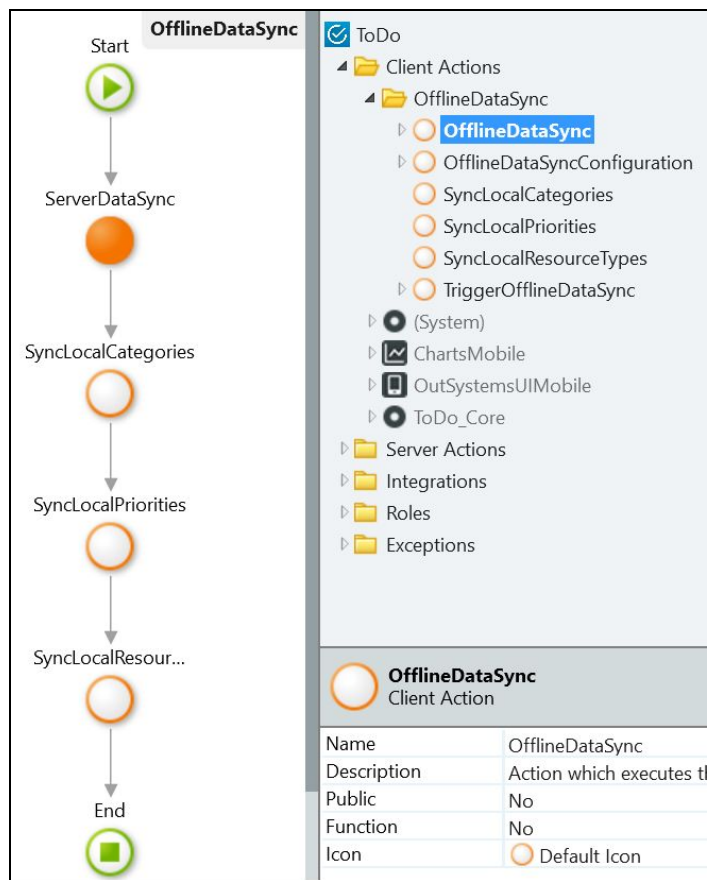 OfflineDataSync
Start
ServerDataSync
SyncLocalCategories
SyncLocalPriorities
SyncLocalResour...
End
ToDo
Client Actions
OfflineDataSync
OfflineDataSync
OfflineDataSyncConfiguration
SyncLocalCategories
SyncLocalPriorities
SyncLocalResourceTypes
TriggerOfflineDataSync
(System)
ChartsMobile
OutSystemsUIMobile
ToDo_Core
Server Actions
Integrations
Roles
Exceptions
OfflineDataSync
Client Action
Name OfflineDataSync
Description Action which executes th
Public No
Function No
Icon Default Icon